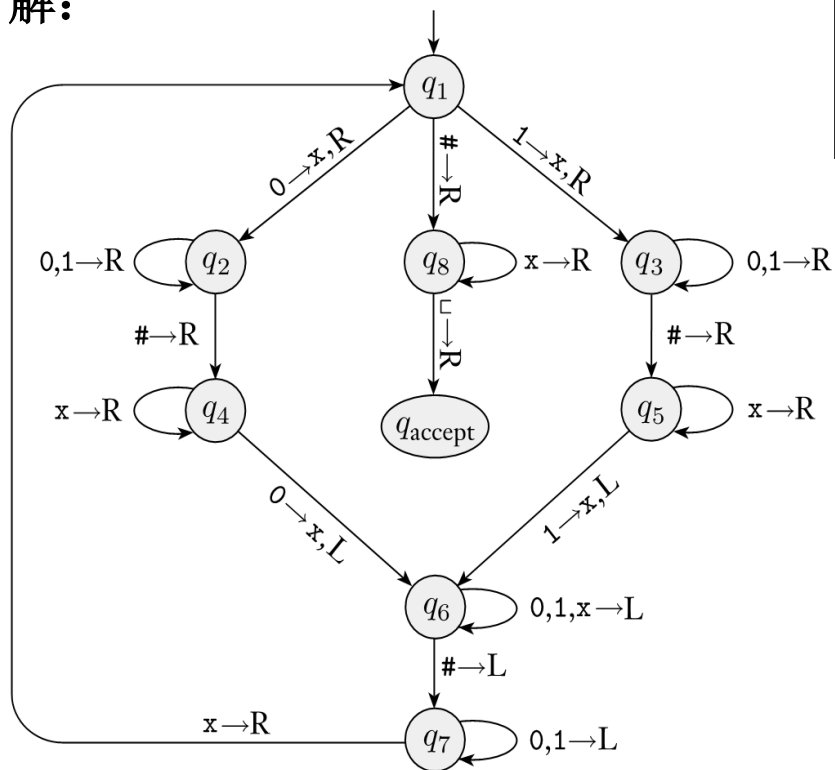 解：
q1
0→x,R
#→R
1→x,R
0,1→R
q2
q8
x→R
q3
0,1→R
#→R
⊔→R
#→R
x→R
q4
qaccept
q5
x→R
0→x,L
1→x,L
q6
0,1,x→L
#→L
x→R
q7
0,1→L